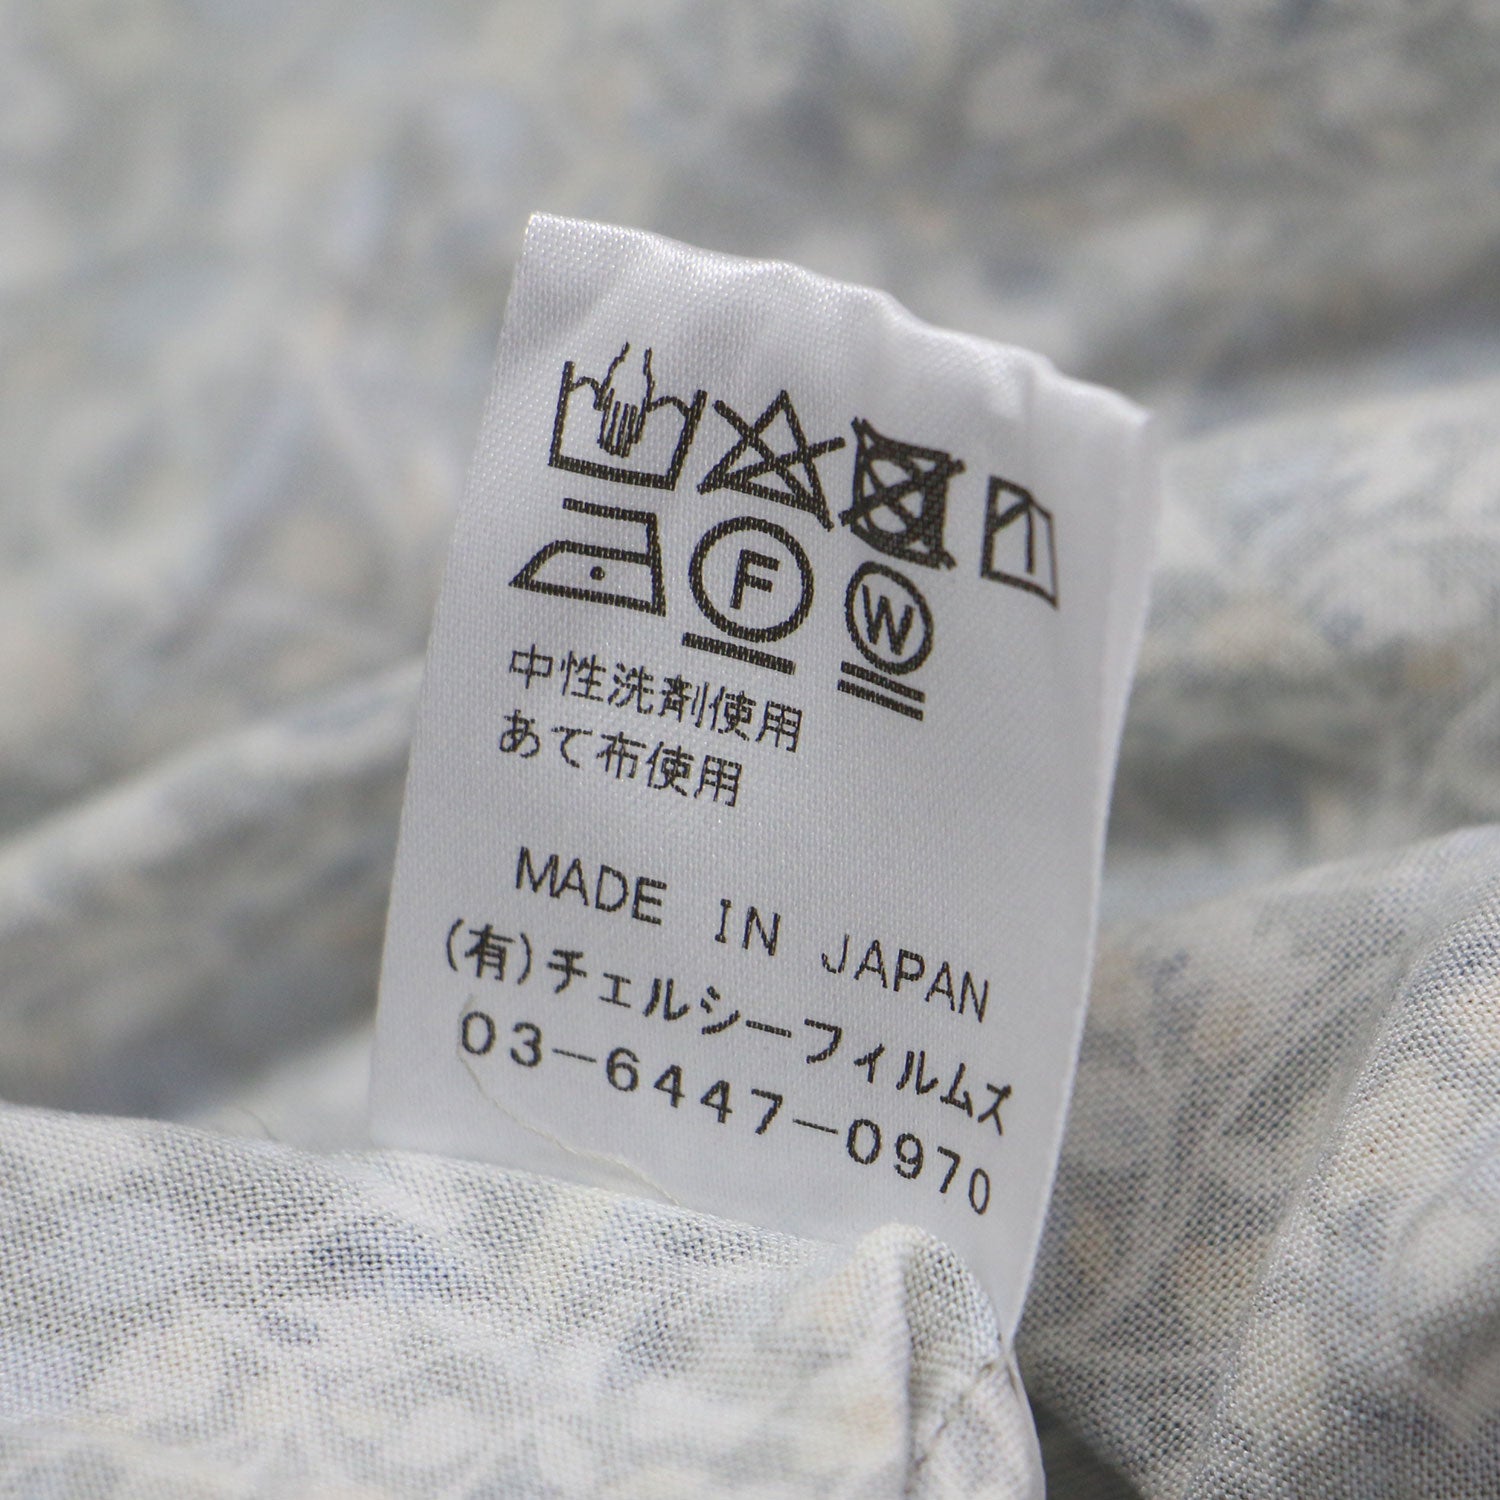 F W
中性洗剤使用
あて布使用
MADE IN JAPAN
(有)チェルシーフィルムズ
03-6447-0970